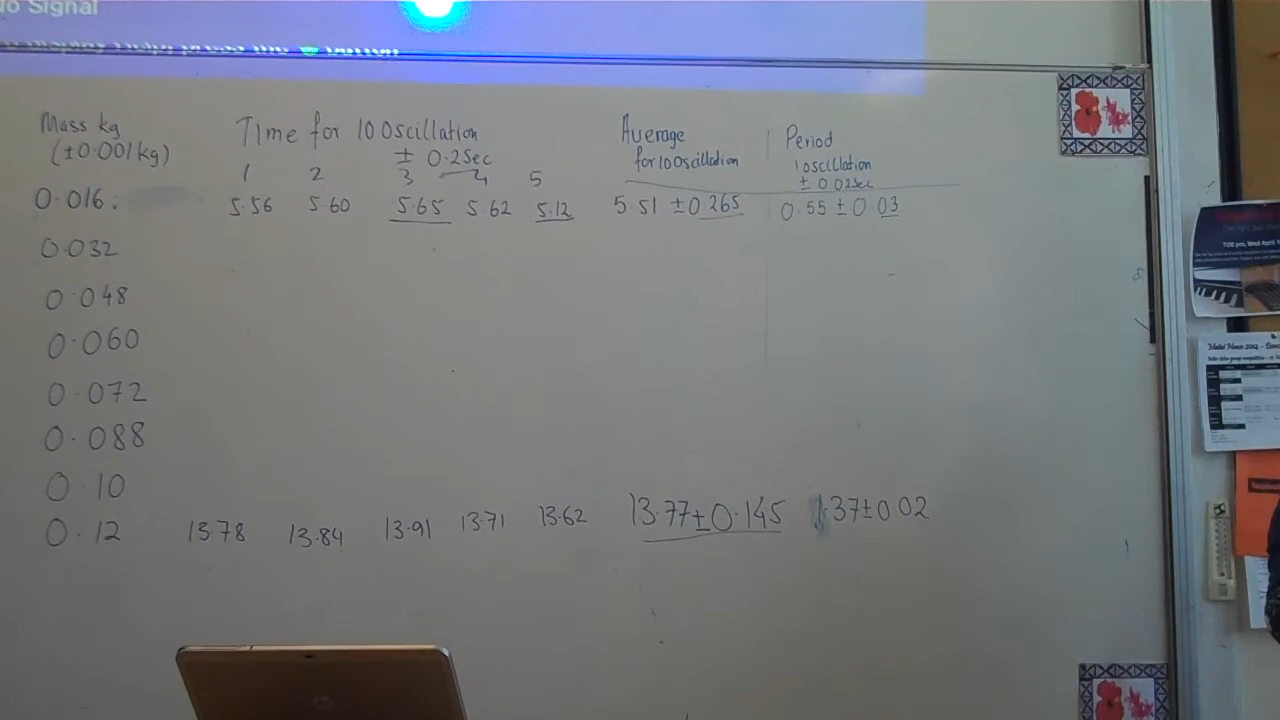 No Signal
Mass kg
(±0.001kg)
Time for 10 Oscillation
± 0.2 Sec
1 2 3 4 5
Average
for 10 Oscillation
Period
1 oscillation
± 0.02 Sec
0.016: 5.56 5.60 5.65 5.62 5.12 5.51 ±0.265 0.55 ± 0.03
0.032
0.048
0.060
0.072
0.088
0.10
0.12 13.78 13.84 13.91 13.71 13.62 13.77±0.145 1.37±0.02